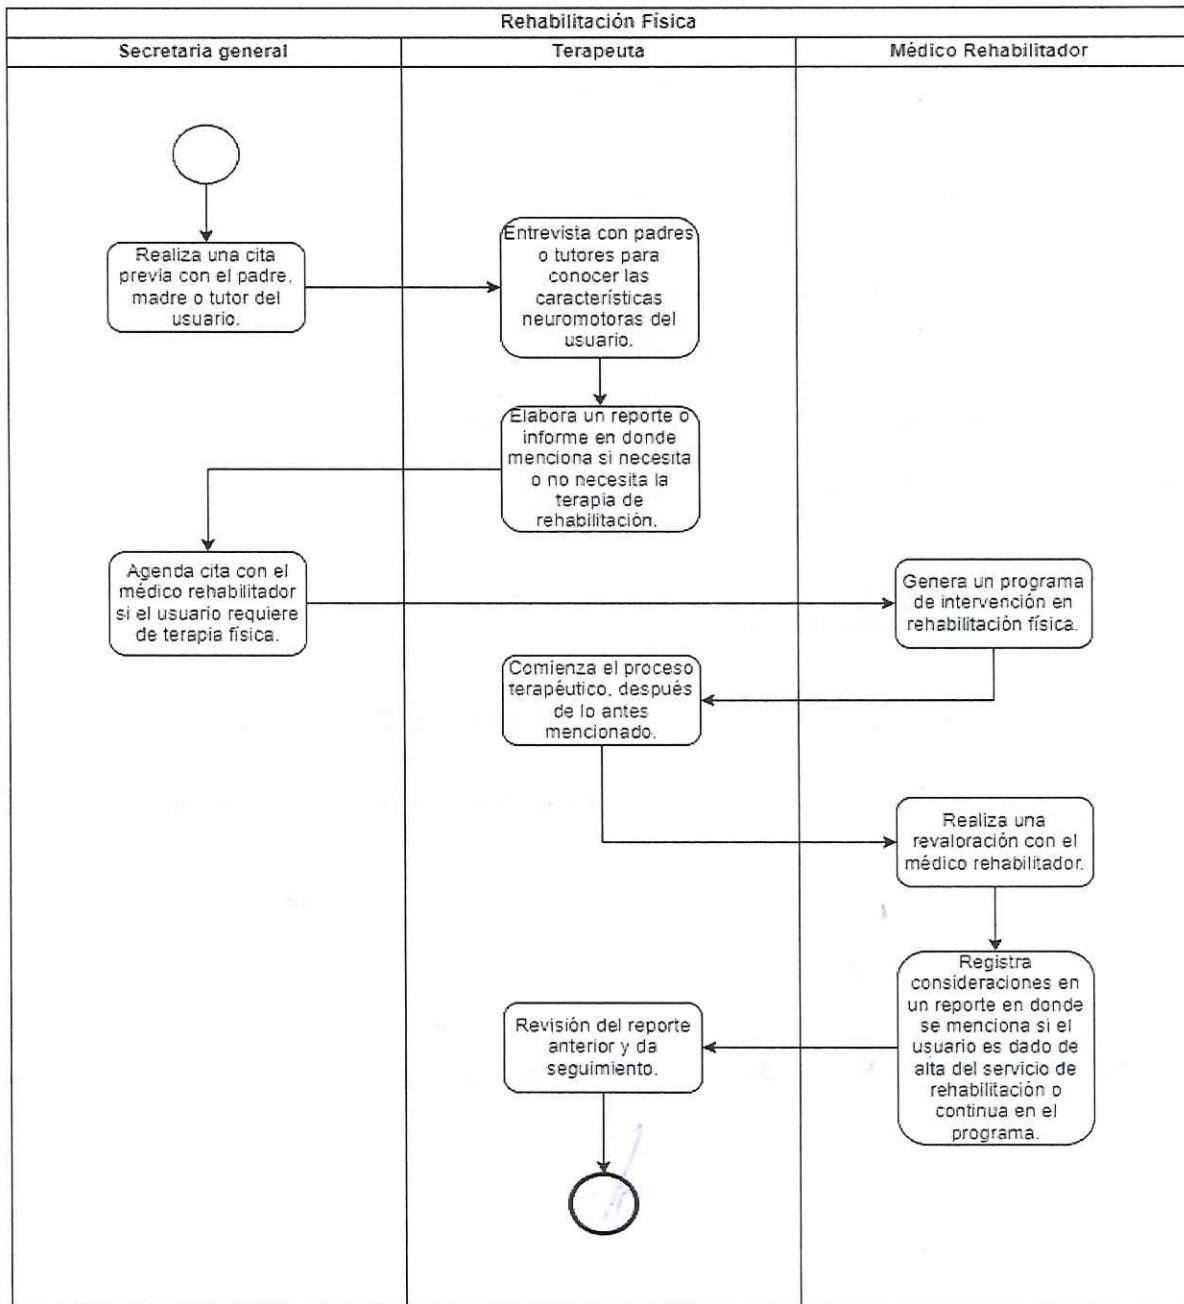 Rehabilitación Física
Secretaria general
Terapeuta
Médico Rehabilitador
Realiza una cita
previa con el padre,
madre o tutor del
usuario.
Entrevista con padres
o tutores para
conocer las
características
neuromotoras del
usuario.
Elabora un reporte o
informe en donde
menciona si necesita
o no necesita la
terapia de
rehabilitación.
Agenda cita con el
médico rehabilitador
si el usuario requiere
de terapia física.
Genera un programa
de intervención en
rehabilitación física.
Comienza el proceso
terapéutico, después
de lo antes
mencionado.
Realiza una
revaloración con el
médico rehabilitador.
Registra
consideraciones en
un reporte en donde
se menciona si el
usuario es dado de
alta del servicio de
rehabilitación o
continua en el
programa.
Revisión del reporte
anterior y da
seguimiento.